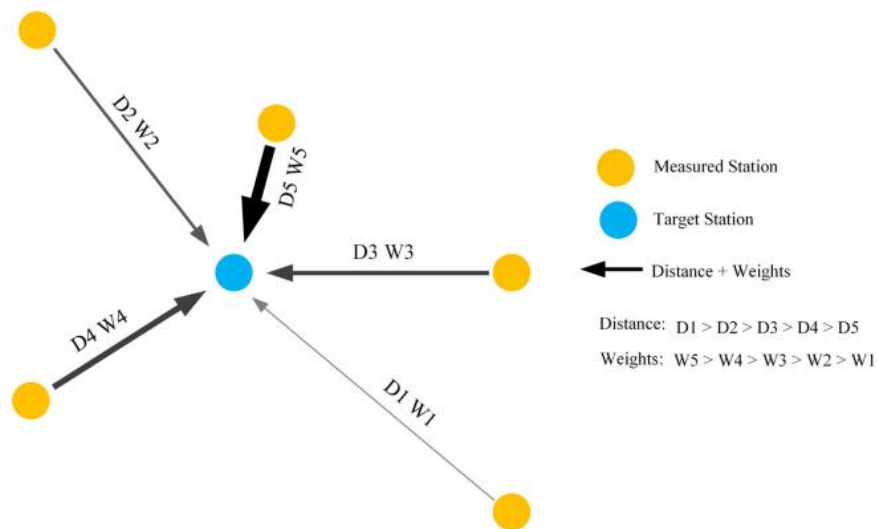 D2 W2
D5 W5
D3 W3
D4 W4
D1 W1
Measured Station
Target Station
Distance + Weights
Distance: D1 > D2 > D3 > D4 > D5
Weights: W5 > W4 > W3 > W2 > W1